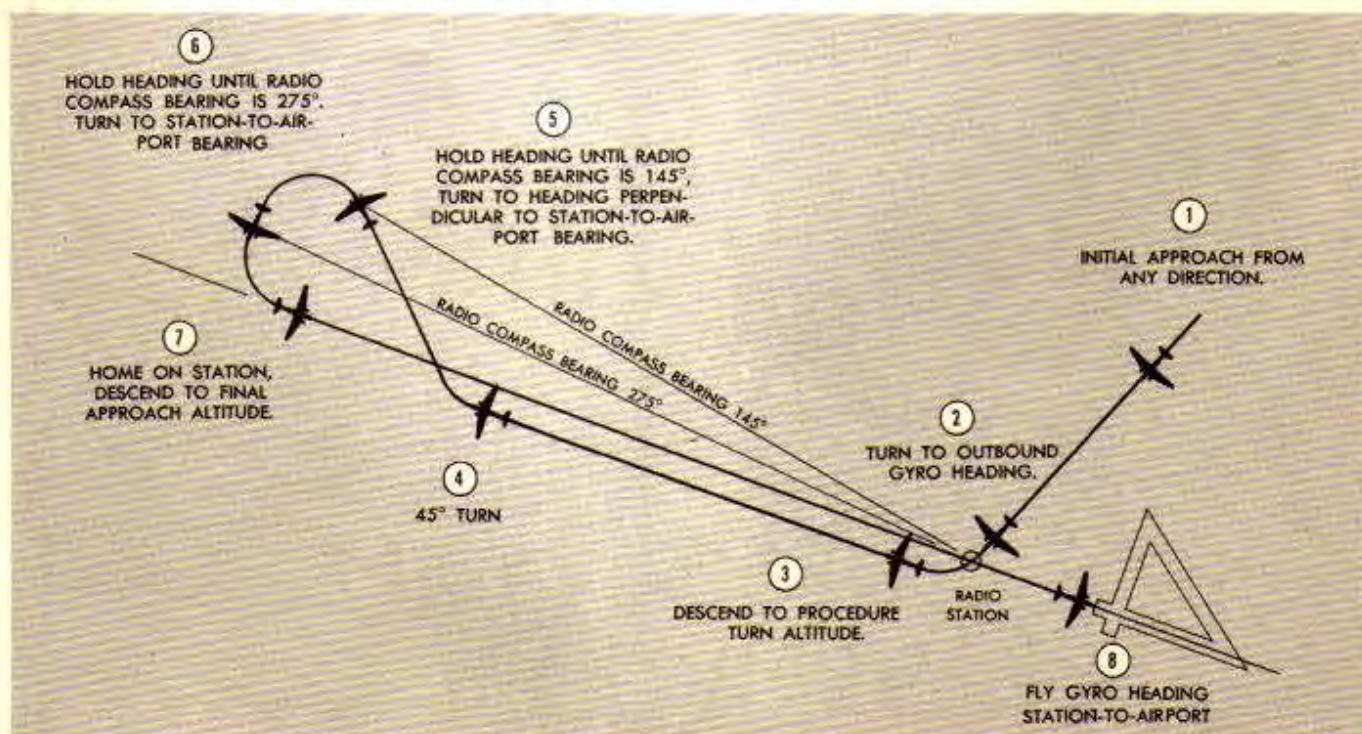 6
HOLD HEADING UNTIL RADIO
COMPASS BEARING IS 275°.
TURN TO STATION-TO-AIR-
PORT BEARING
5
HOLD HEADING UNTIL RADIO
COMPASS BEARING IS 145°,
TURN TO HEADING PERPEN-
DICULAR TO STATION-TO-AIR-
PORT BEARING.
1
INITIAL APPROACH FROM
ANY DIRECTION.
RADIO COMPASS BEARING 145°
RADIO COMPASS BEARING 275°
7
HOME ON STATION,
DESCEND TO FINAL
APPROACH ALTITUDE.
2
TURN TO OUTBOUND
GYRO HEADING.
4
45° TURN
3
DESCEND TO PROCEDURE
TURN ALTITUDE.
RADIO
STATION
8
FLY GYRO HEADING
STATION-TO-AIRPORT